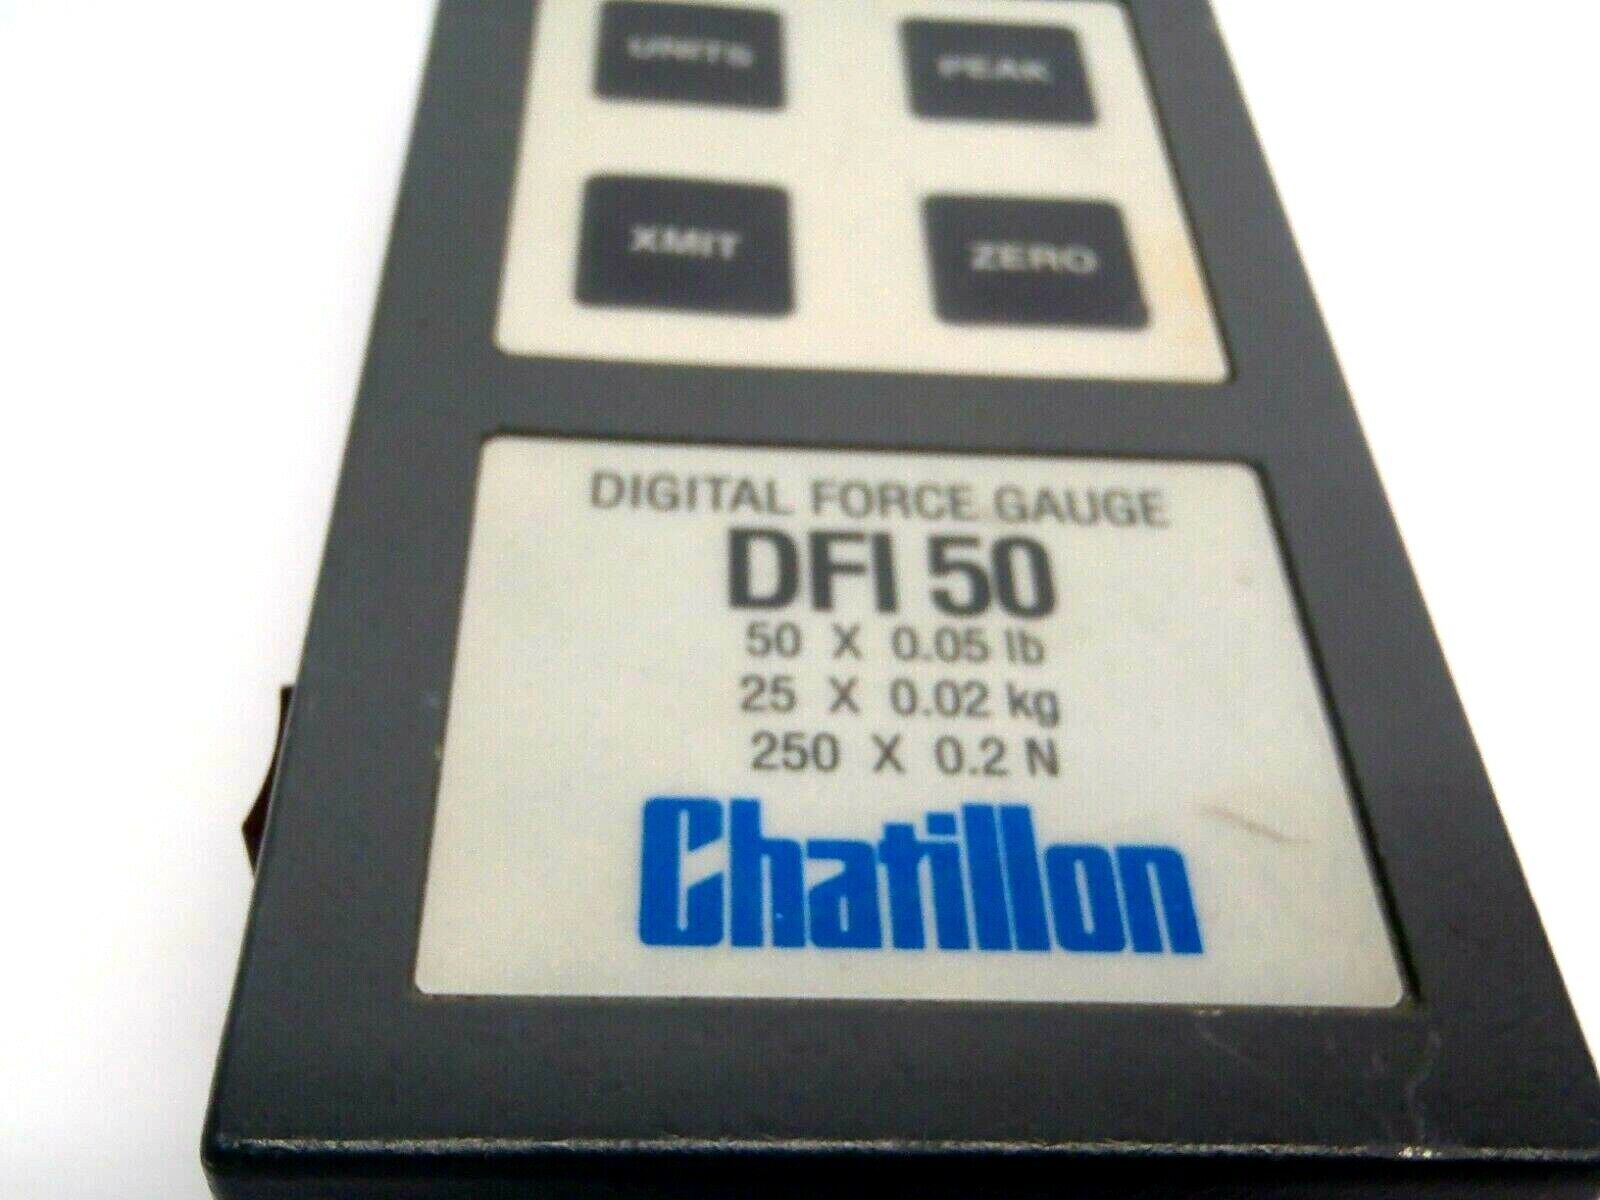 UNITS PEAK
XMIT ZERO
DIGITAL FORCE GAUGE
DFI 50
50 X 0.05 lb
25 X 0.02 kg
250 X 0.2 N
Chatillon